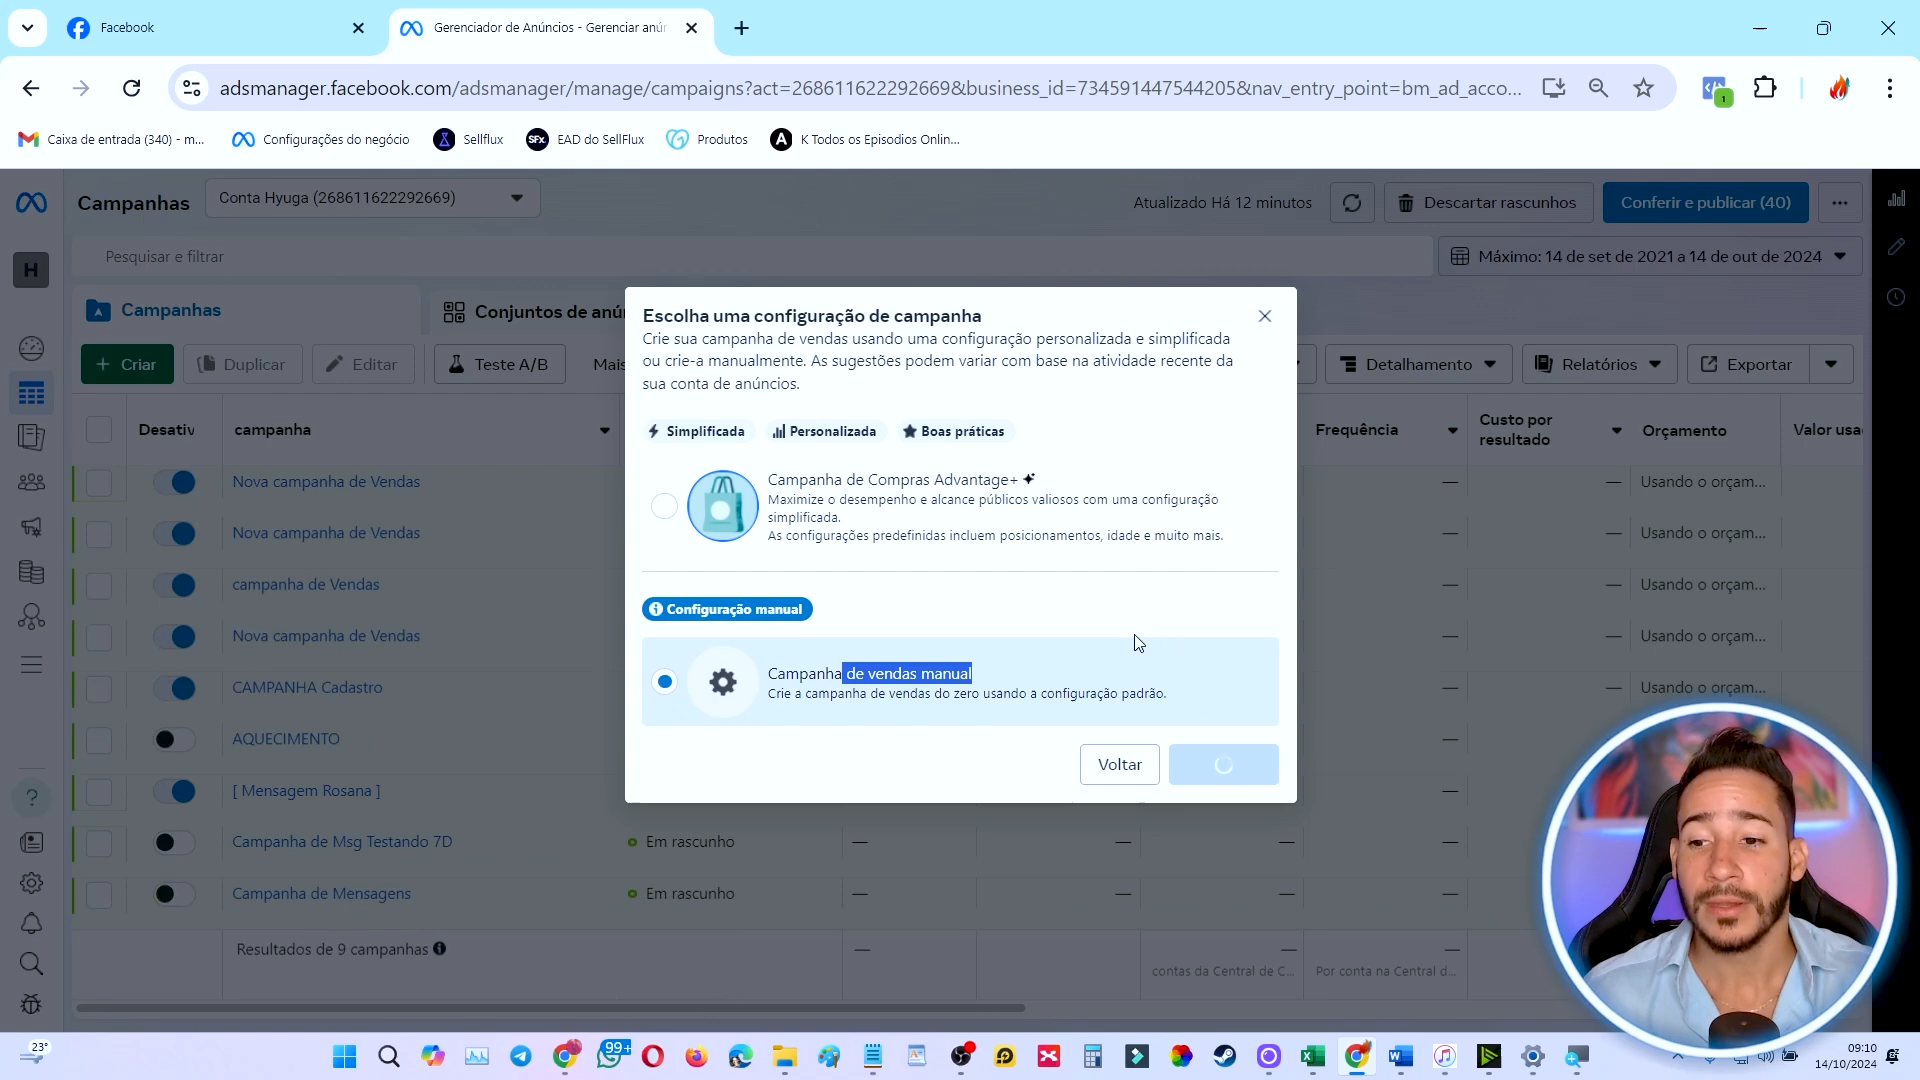 Facebook
Gerenciador de Anúncios - Gerenciar anún
adsmanager.facebook.com/adsmanager/manage/campaigns?act=268611622292669&business_id=734591447544205&nav_entry_point=bm_ad_acco...
1
Caixa de entrada (340) - m...
Configurações do negócio
Sellflux
SFx
EAD do SellFlux
Produtos
A
K Todos os Episodios Onlin...
Campanhas
Conta Hyuga (268611622292669)
Atualizado Há 12 minutos
Descartar rascunhos
Conferir e publicar (40)
H
Pesquisar e filtrar
Máximo: 14 de set de 2021 a 14 de out de 2024
Campanhas
Conjuntos de anún
Criar
Duplicar
Editar
Teste A/B
Mais
Detalhamento
Relatórios
Exportar
Desativ
campanha
Frequência
Custo por
resultado
Orçamento
Valor usa
Nova campanha de Vendas
—
—
Usando o orçam...
Nova campanha de Vendas
—
—
Usando o orçam...
campanha de Vendas
—
—
Usando o orçam...
Nova campanha de Vendas
—
—
Usando o orçam...
CAMPANHA Cadastro
—
—
Usando o orçam...
AQUECIMENTO
—
[ Mensagem Rosana ]
—
Campanha de Msg Testando 7D
Em rascunho
—
—
—
—
Campanha de Mensagens
Em rascunho
—
—
—
—
Resultados de 9 campanhas
—
—
—
contas da Central de C...
Por conta na Central d...
Escolha uma configuração de campanha
Crie sua campanha de vendas usando uma configuração personalizada e simplificada
ou crie-a manualmente. As sugestões podem variar com base na atividade recente da
sua conta de anúncios.
Simplificada
Personalizada
Boas práticas
Campanha de Compras Advantage+
Maximize o desempenho e alcance públicos valiosos com uma configuração
simplificada.
As configurações predefinidas incluem posicionamentos, idade e muito mais.
Configuração manual
Campanha de vendas manual
Crie a campanha de vendas do zero usando a configuração padrão.
Voltar
23°
99+
09:10
14/10/2024